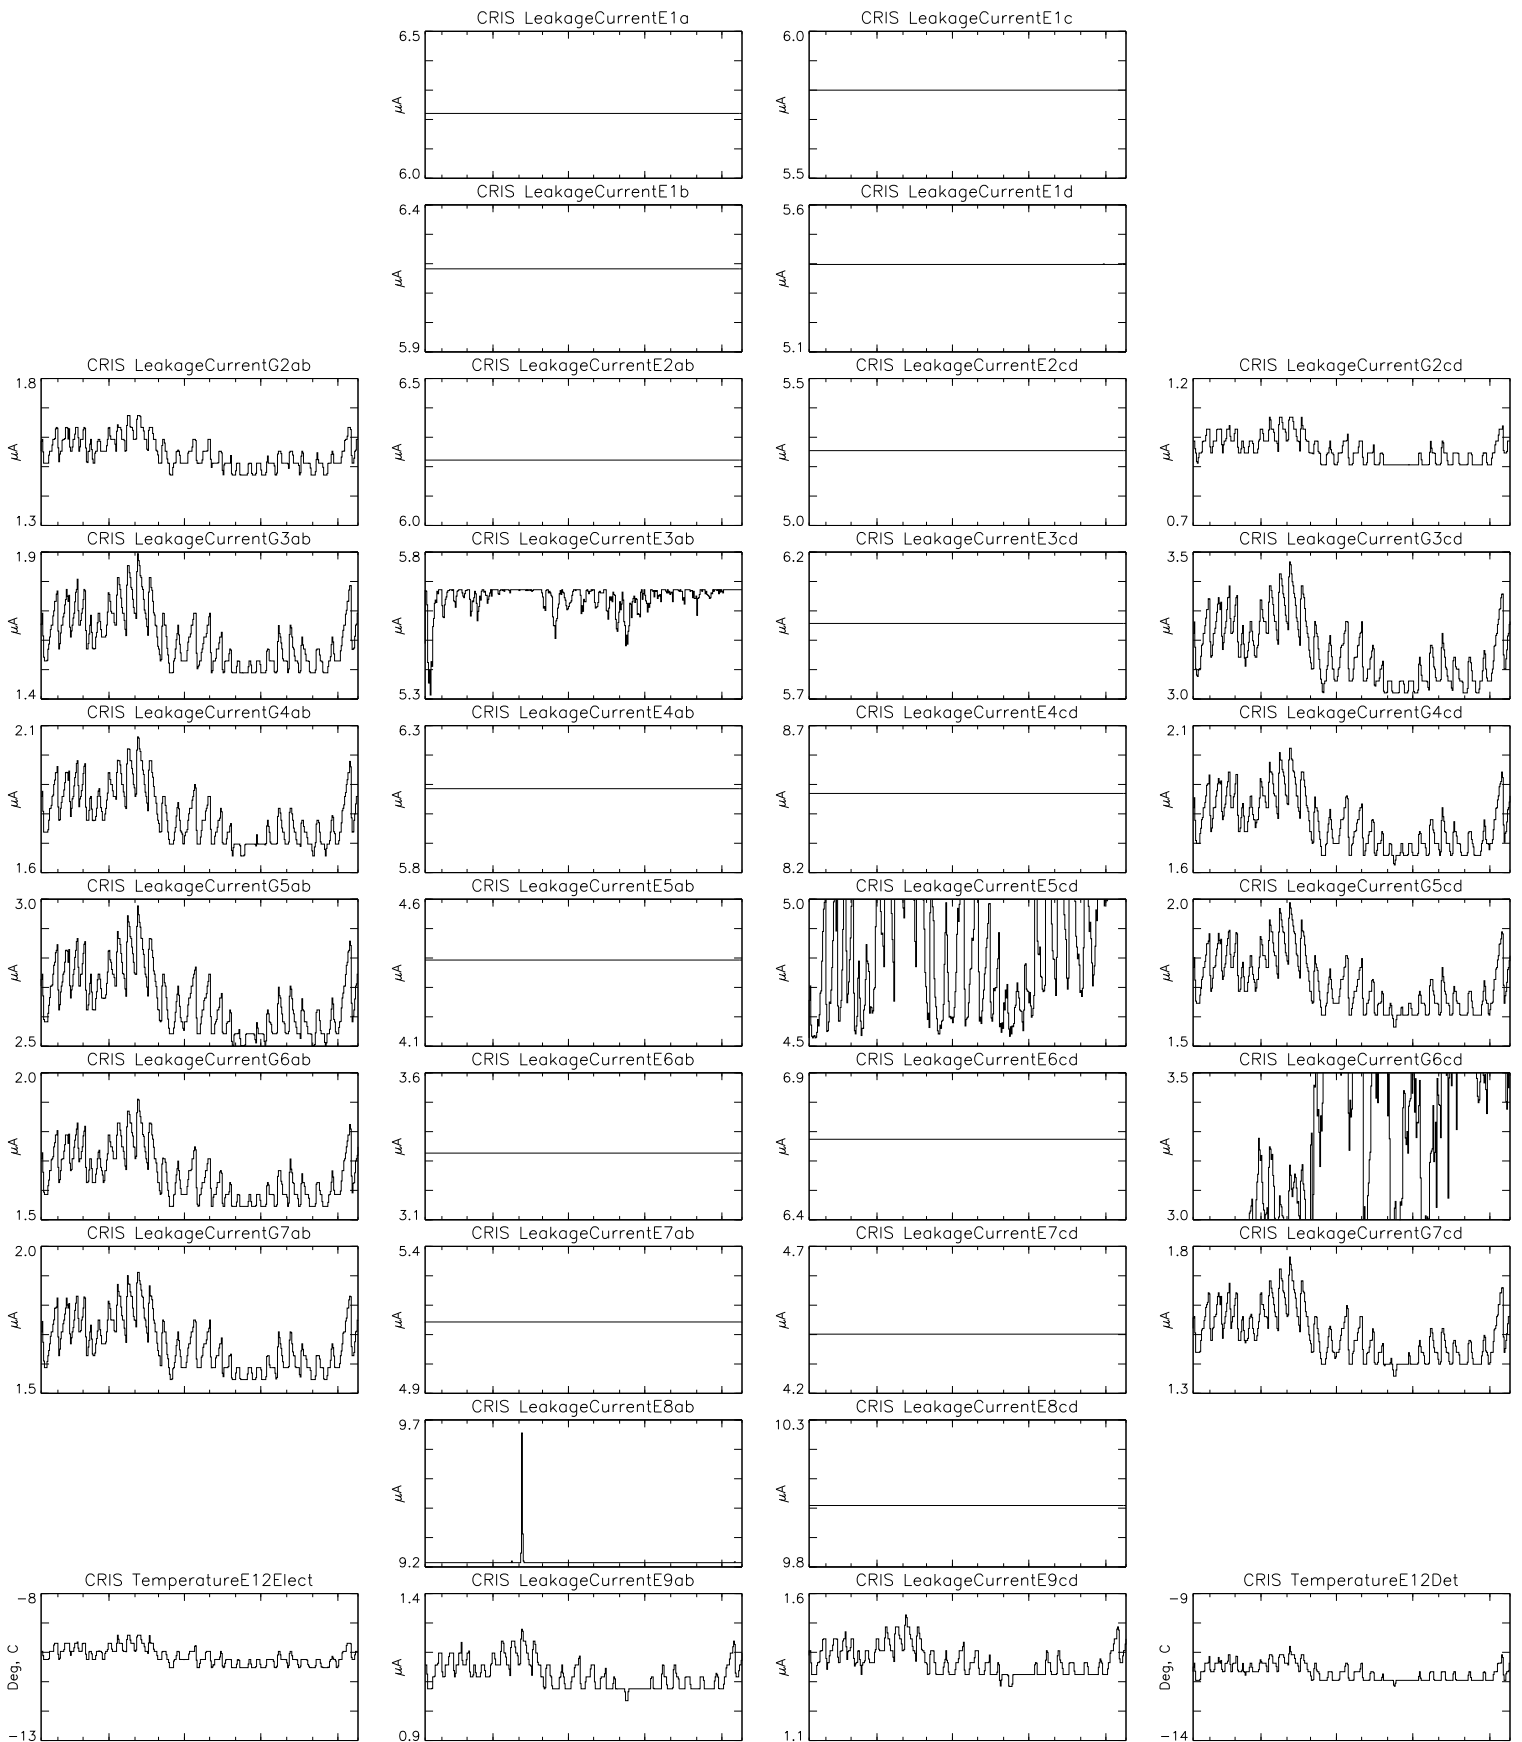 CRIS LeakageCurrentE1a
6.5
μA
6.0
CRIS LeakageCurrentE1c
6.0
μA
5.5
CRIS LeakageCurrentE1b
6.4
μA
5.9
CRIS LeakageCurrentE1d
5.6
μA
5.1
CRIS LeakageCurrentG2ab
1.8
μA
1.3
CRIS LeakageCurrentE2ab
6.5
μA
6.0
CRIS LeakageCurrentE2cd
5.5
μA
5.0
CRIS LeakageCurrentG2cd
1.2
μA
0.7
CRIS LeakageCurrentG3ab
1.9
μA
1.4
CRIS LeakageCurrentE3ab
5.8
μA
5.3
CRIS LeakageCurrentE3cd
6.2
μA
5.7
CRIS LeakageCurrentG3cd
3.5
μA
3.0
CRIS LeakageCurrentG4ab
2.1
μA
1.6
CRIS LeakageCurrentE4ab
6.3
μA
5.8
CRIS LeakageCurrentE4cd
8.7
μA
8.2
CRIS LeakageCurrentG4cd
2.1
μA
1.6
CRIS LeakageCurrentG5ab
3.0
μA
2.5
CRIS LeakageCurrentE5ab
4.6
μA
4.1
CRIS LeakageCurrentE5cd
5.0
μA
4.5
CRIS LeakageCurrentG5cd
2.0
μA
1.5
CRIS LeakageCurrentG6ab
2.0
μA
1.5
CRIS LeakageCurrentE6ab
3.6
μA
3.1
CRIS LeakageCurrentE6cd
6.9
μA
6.4
CRIS LeakageCurrentG6cd
3.5
μA
3.0
CRIS LeakageCurrentG7ab
2.0
μA
1.5
CRIS LeakageCurrentE7ab
5.4
μA
4.9
CRIS LeakageCurrentE7cd
4.7
μA
4.2
CRIS LeakageCurrentG7cd
1.8
μA
1.3
CRIS LeakageCurrentE8ab
9.7
μA
9.2
CRIS LeakageCurrentE8cd
10.3
μA
9.8
CRIS TemperatureE12Elect
-8
Deg, C
-13
CRIS LeakageCurrentE9ab
1.4
μA
0.9
CRIS LeakageCurrentE9cd
1.6
μA
1.1
CRIS TemperatureE12Det
-9
Deg, C
-14